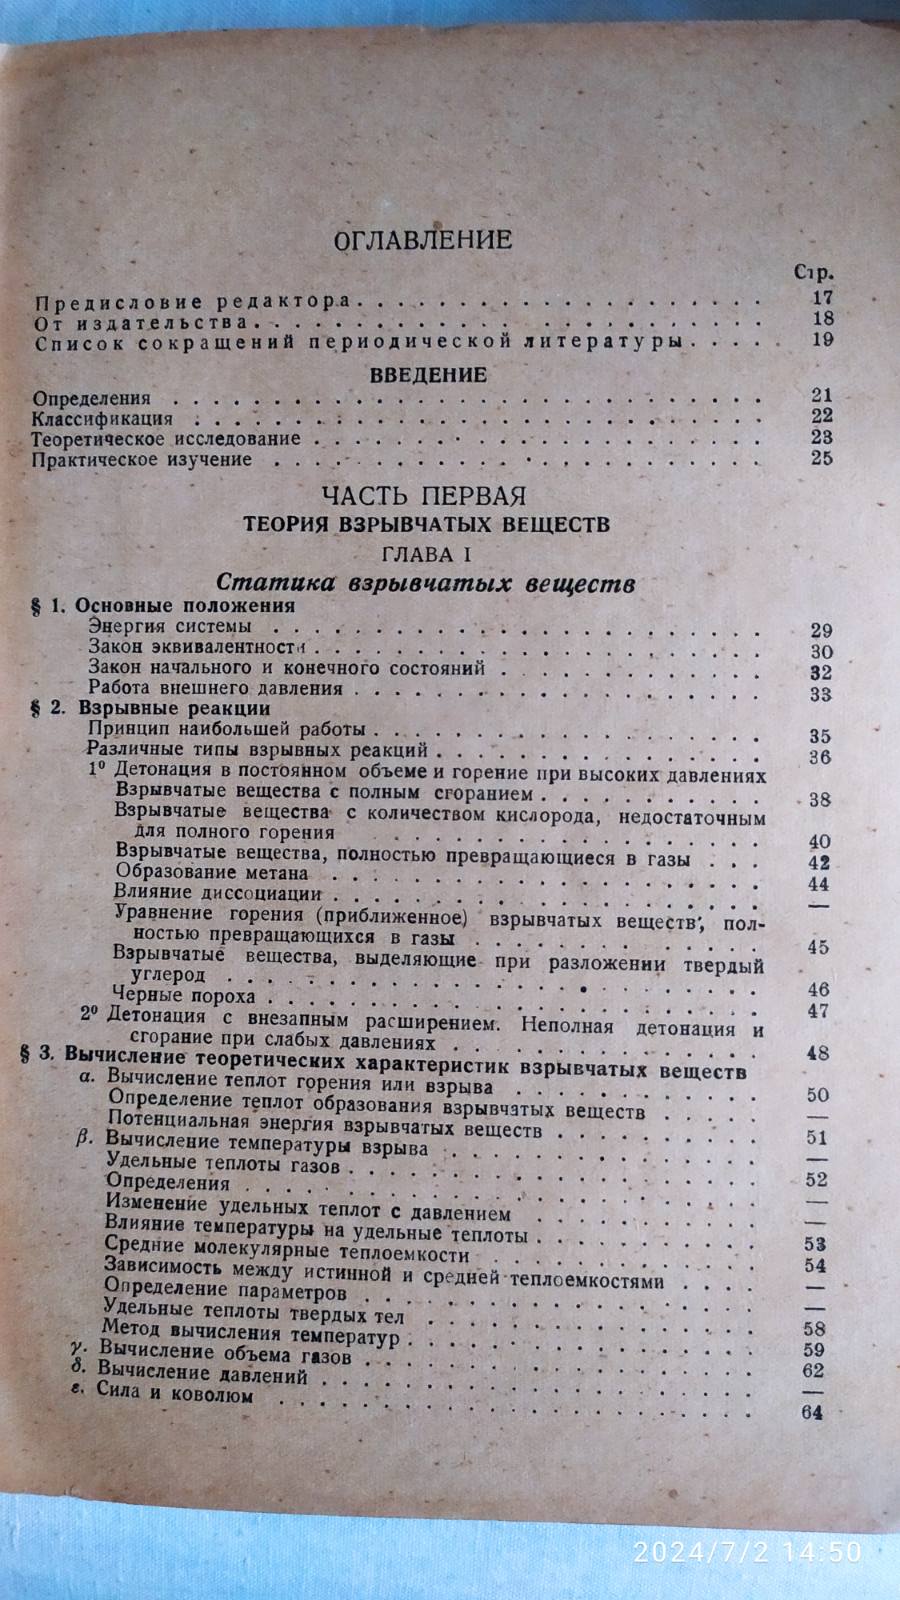 ОГЛАВЛЕНИЕ
Стр.
Предисловие редактора. . . . . . . . . . . . . . . . . . . 17
От издательства. . . . . . . . . . . . . . . . . . . . . . 18
Список сокращений периодической литературы. . . . . 19
ВВЕДЕНИЕ
Определения . . . . . . . . . . . . . . . . . . . . . . . 21
Классификация . . . . . . . . . . . . . . . . . . . . . . 22
Теоретическое исследование . . . . . . . . . . . . . . . . 23
Практическое изучение . . . . . . . . . . . . . . . . . . 25
ЧАСТЬ ПЕРВАЯ
ТЕОРИЯ ВЗРЫВЧАТЫХ ВЕЩЕСТВ
ГЛАВА I
Статика взрывчатых веществ
§ 1. Основные положения
Энергия системы . . . . . . . . . . . . . . . . . . . . 29
Закон эквивалентности . . . . . . . . . . . . . . . . . . 30
Закон начального и конечного состояний . . . . . . . . . . 32
Работа внешнего давления . . . . . . . . . . . . . . . . . 33
§ 2. Взрывные реакции
Принцип наибольшей работы . . . . . . . . . . . . . . . . 35
Различные типы взрывных реакций . . . . . . . . . . . . . 36
1⁰ Детонация в постоянном объеме и горение при высоких давлениях
Взрывчатые вещества с полным сгоранием . . . . . . . . . 38
Взрывчатые вещества с количеством кислорода, недостаточным
для полного горения . . . . . . . . . . . . . . . . 40
Взрывчатые вещества, полностью превращающиеся в газы . . . 42
Образование метана . . . . . . . . . . . . . . . . . . 44
Влияние диссоциации . . . . . . . . . . . . . . . . . . —
Уравнение горения (приближенное) взрывчатых веществ, пол-
ностью превращающихся в газы . . . . . . . . . . . . 45
Взрывчатые вещества, выделяющие при разложении твердый
углерод . . . . . . . . . . . . . . . . . . . . . . 46
Черные пороха . . . . . . . . . . . . . . . . . . . . . 47
2⁰ Детонация с внезапным расширением. Неполная детонация и
сгорание при слабых давлениях . . . . . . . . . . . . 48
§ 3. Вычисление теоретических характеристик взрывчатых веществ
α. Вычисление теплот горения или взрыва . . . . . . . . . . 50
Определение теплот образования взрывчатых веществ . . . . —
Потенциальная энергия взрывчатых веществ . . . . . . . . 51
β. Вычисление температуры взрыва . . . . . . . . . . . . . —
Удельные теплоты газов . . . . . . . . . . . . . . . . . 52
Определения . . . . . . . . . . . . . . . . . . . . . . —
Изменение удельных теплот с давлением . . . . . . . . . . —
Влияние температуры на удельные теплоты . . . . . . . . . 53
Средние молекулярные теплоемкости . . . . . . . . . . . . 54
Зависимость между истинной и средней теплоемкостями . . . . —
Определение параметров . . . . . . . . . . . . . . . . . —
Удельные теплоты твердых тел . . . . . . . . . . . . . . 58
Метод вычисления температур . . . . . . . . . . . . . . . 59
γ. Вычисление объема газов . . . . . . . . . . . . . . . . 62
δ. Вычисление давлений . . . . . . . . . . . . . . . . . . —
ε. Сила и коволюм . . . . . . . . . . . . . . . . . . . . 64
2024/7/2 14:50